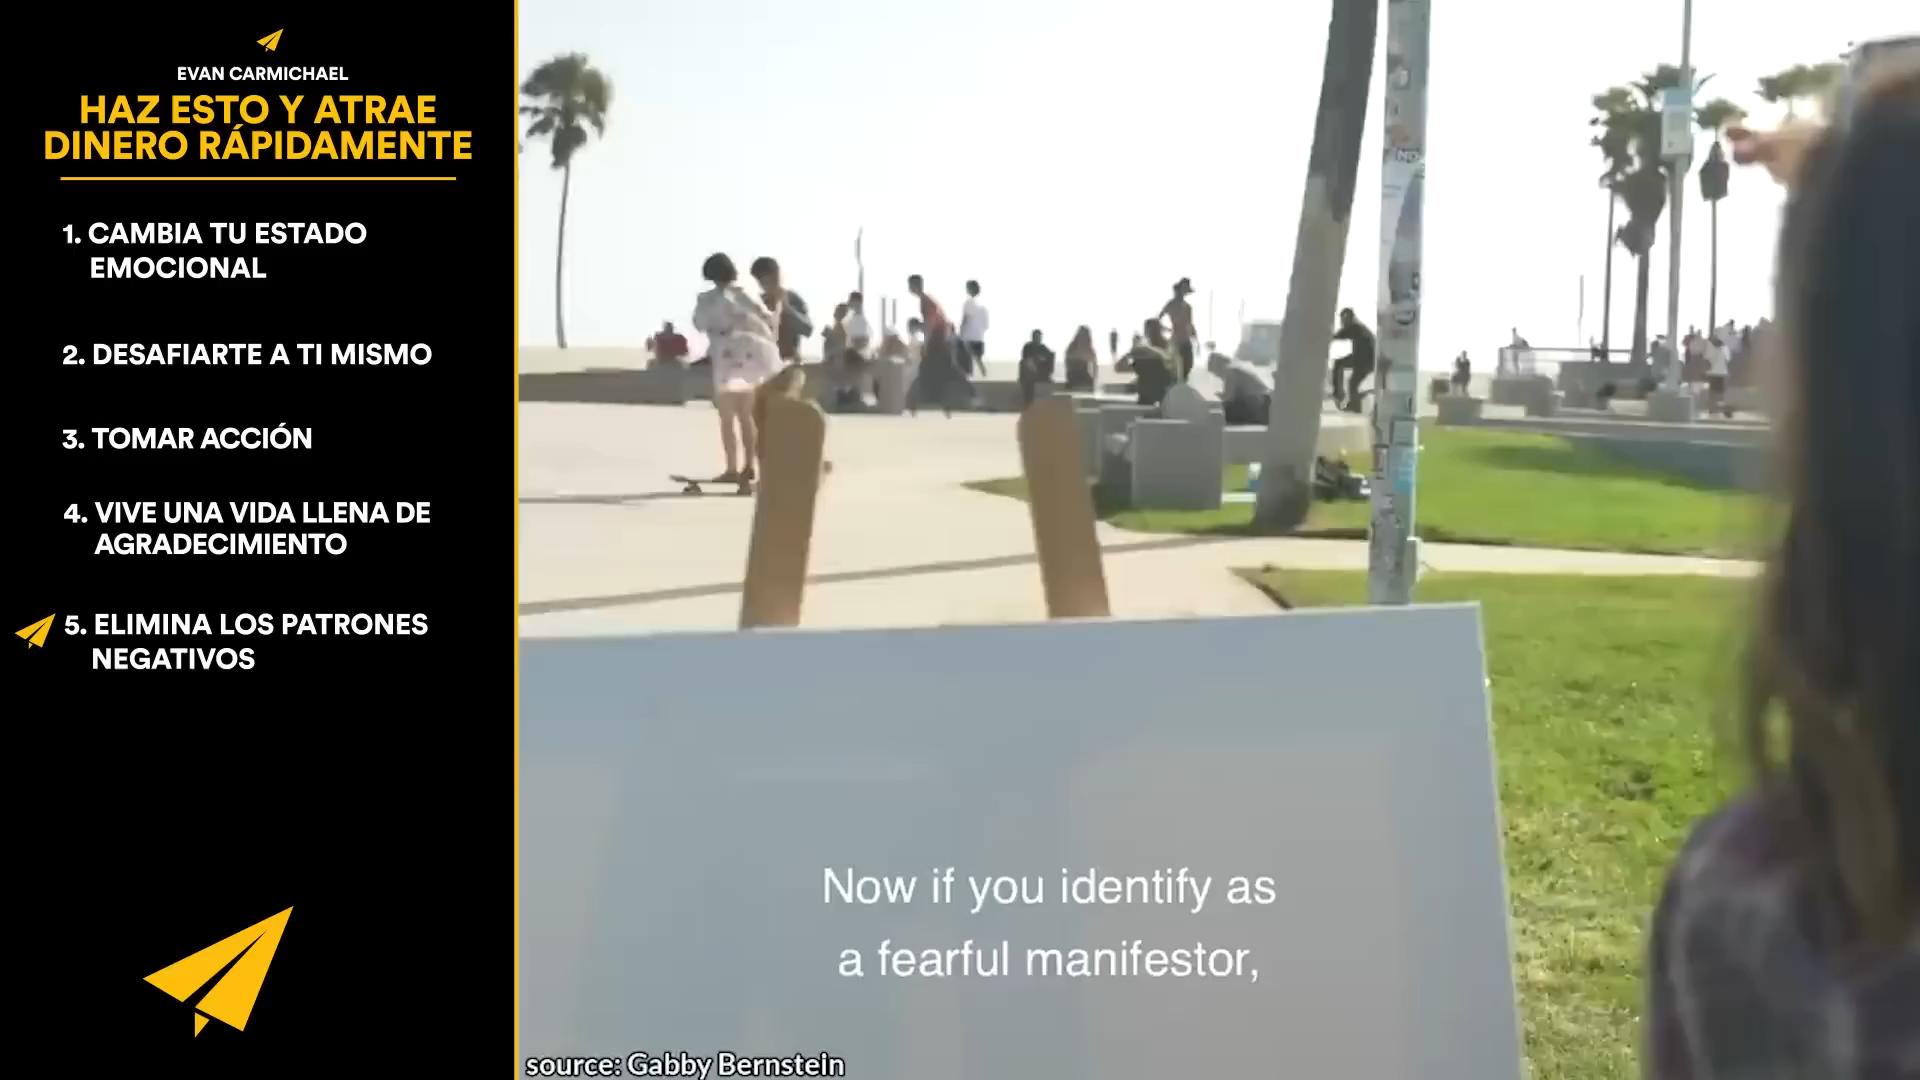 EVAN CARMICHAEL
HAZ ESTO Y ATRAE
DINERO RÁPIDAMENTE
1. CAMBIA TU ESTADO
EMOCIONAL
2. DESAFIARTE A TI MISMO
3. TOMAR ACCIÓN
4. VIVE UNA VIDA LLENA DE
AGRADECIMIENTO
5. ELIMINA LOS PATRONES
NEGATIVOS
Now if you identify as
a fearful manifestor,
source: Gabby Bernstein